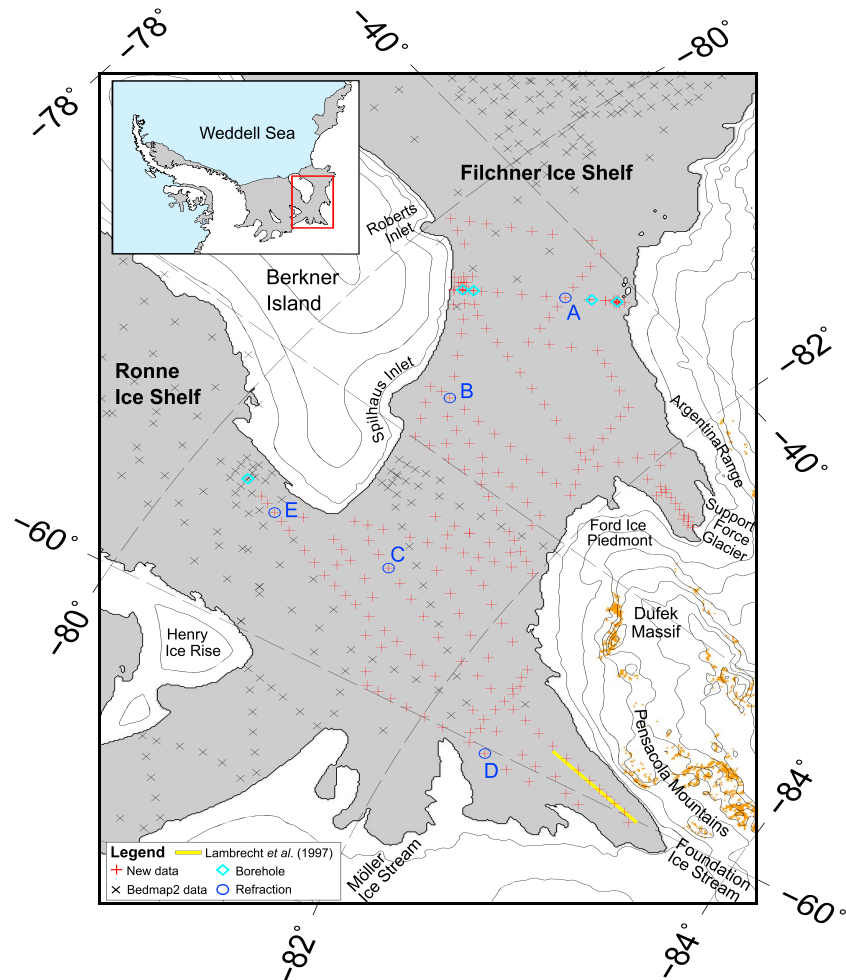 −78°
−40°
−80°
−78°
Weddell Sea
Filchner Ice Shelf
Roberts
Inlet
Berkner
Island
A
−82°
Ronne
Ice Shelf
Spilhaus Inlet
B
ArgentinaRange
−40°
E
Support
Force
Glacier
Ford Ice
Piedmont
−60°
C
−80°
Henry
Ice Rise
Dufek
Massif
Pensacola Mountains
D
−84°
Legend
Lambrecht et al. (1997)
New data
Borehole
Bedmap2 data
Refraction
Möller
Ice Stream
Foundation
Ice Stream
−60°
−82°
−84°